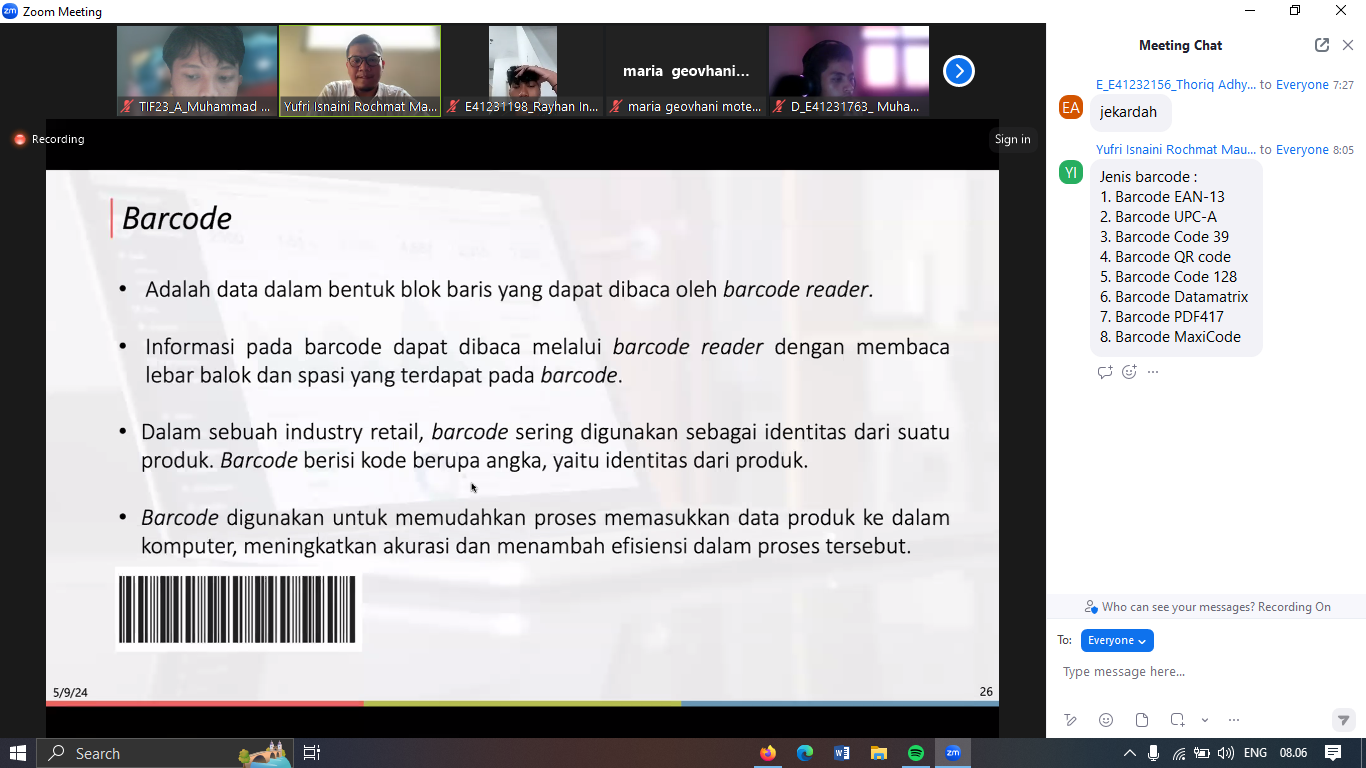 Zoom Meeting
TIF23_A_Muhammad ...
Yufri Isnaini Rochmat Ma...
E41231198_Rayhan In...
maria geovhani...
maria geovhani mote...
D_E41231763_ Muha...
Recording
Sign in
Barcode
• Adalah data dalam bentuk blok baris yang dapat dibaca oleh barcode reader.
• Informasi pada barcode dapat dibaca melalui barcode reader dengan membaca
lebar balok dan spasi yang terdapat pada barcode.
• Dalam sebuah industry retail, barcode sering digunakan sebagai identitas dari suatu
produk. Barcode berisi kode berupa angka, yaitu identitas dari produk.
• Barcode digunakan untuk memudahkan proses memasukkan data produk ke dalam
komputer, meningkatkan akurasi dan menambah efisiensi dalam proses tersebut.
5/9/24
26
Meeting Chat
E_E41232156_Thoriq Adhy... to Everyone 7:27
EA
jekardah
Yufri Isnaini Rochmat Mau... to Everyone 8:05
YI
Jenis barcode :
1. Barcode EAN-13
2. Barcode UPC-A
3. Barcode Code 39
4. Barcode QR code
5. Barcode Code 128
6. Barcode Datamatrix
7. Barcode PDF417
8. Barcode MaxiCode
Who can see your messages? Recording On
To: Everyone
Type message here...
Search
zm
ENG 08.06